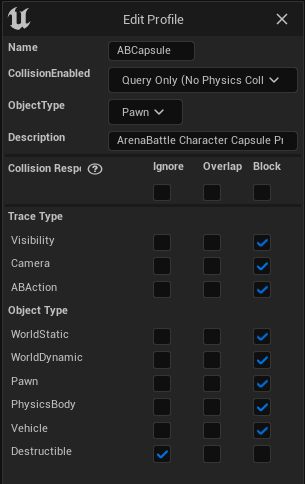 Edit Profile
Name ABCapsule
CollisionEnabled Query Only (No Physics Coll
ObjectType Pawn
Description ArenaBattle Character Capsule Pr
Collision Respo ? Ignore Overlap Block
Trace Type
Visibility
Camera
ABAction
Object Type
WorldStatic
WorldDynamic
Pawn
PhysicsBody
Vehicle
Destructible